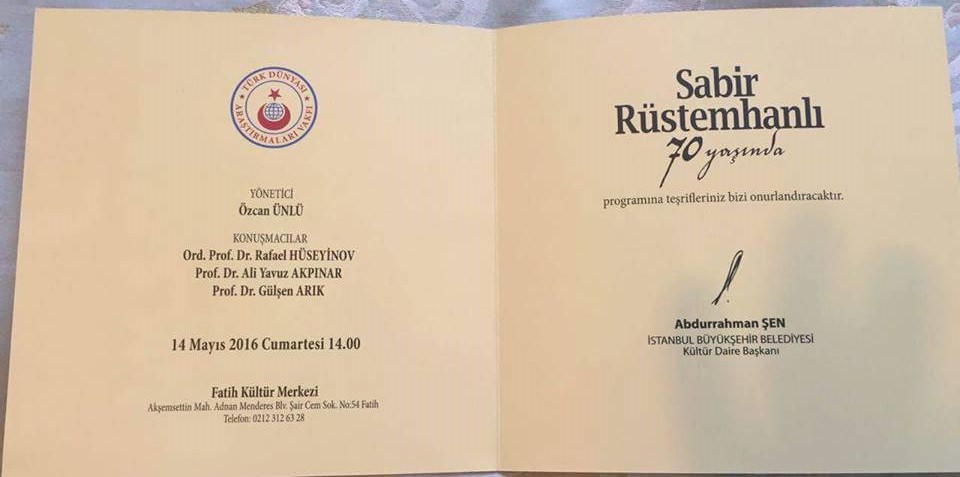 TÜRK DÜNYASI
ARAŞTIRMALARI VAKFI
YÖNETİCİ
Özcan ÜNLÜ
KONUŞMACILAR
Ord. Prof. Dr. Rafael HÜSEYİNOV
Prof. Dr. Ali Yavuz AKPINAR
Prof. Dr. Gülşen ARIK
14 Mayıs 2016 Cumartesi 14.00
Fatih Kültür Merkezi
Akşemsettin Mah. Adnan Menderes Blv. Şair Cem Sok. No:54 Fatih
Telefon: 0212 312 63 28
Sabir
Rüstemhanlı
70 yaşında
programına teşrifleriniz bizi onurlandıracaktır.
Abdurrahman ŞEN
İSTANBUL BÜYÜKŞEHİR BELEDİYESİ
Kültür Daire Başkanı